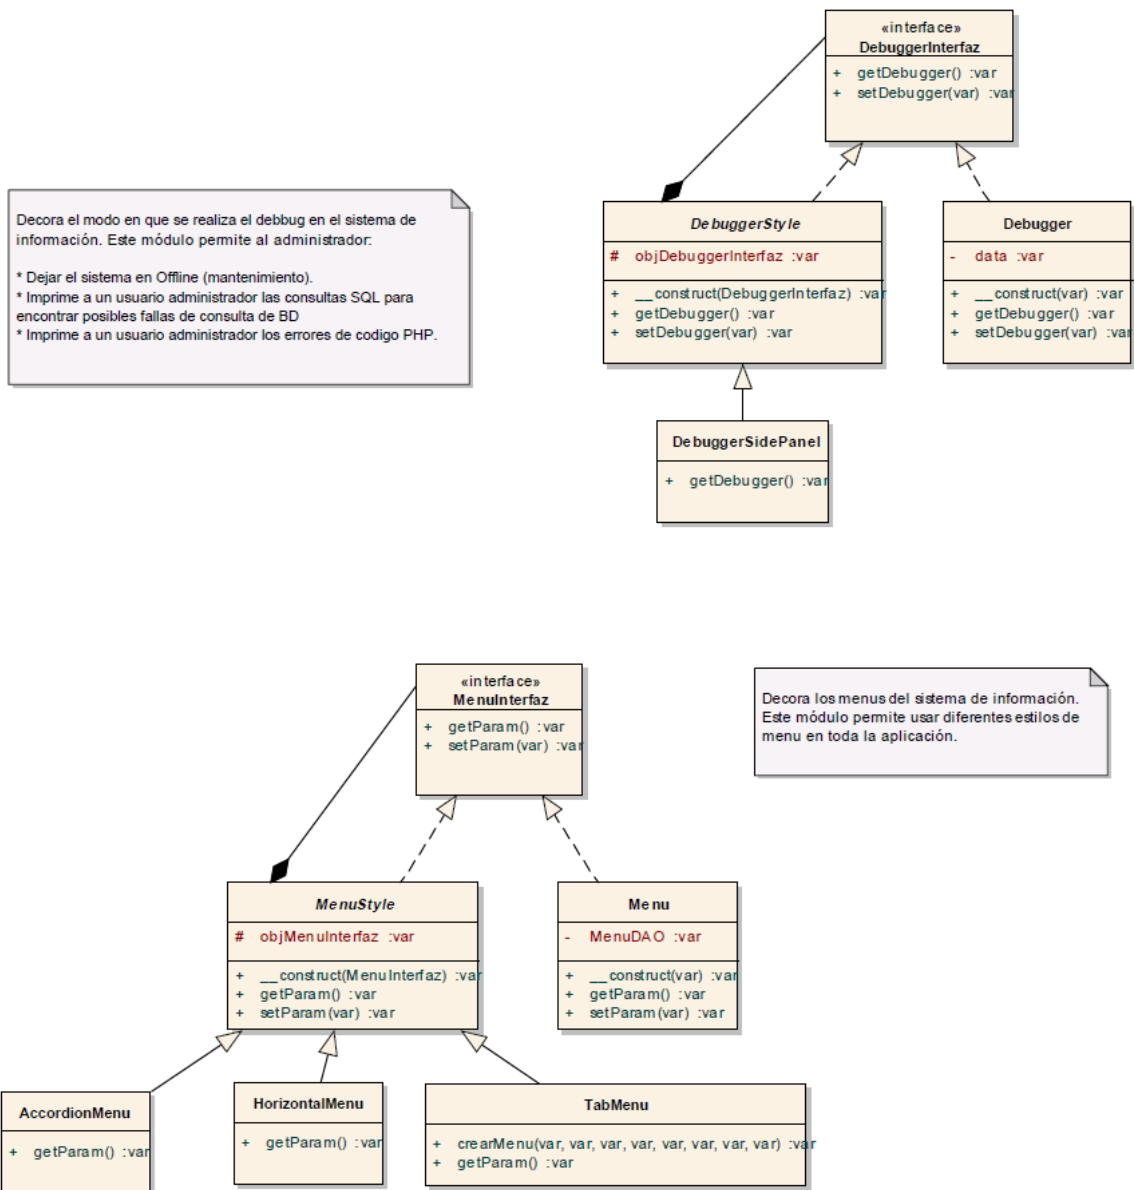 «interface»
DebuggerInterfaz
+ getDebugger() :var
+ setDebugger(var) :var
Decora el modo en que se realiza el debbug en el sistema de
información. Este módulo permite al administrador:
* Dejar el sistema en Offline (mantenimiento).
* Imprime a un usuario administrador las consultas SQL para
encontrar posibles fallas de consulta de BD
* Imprime a un usuario administrador los errores de codigo PHP.
DebuggerStyle
# objDebuggerInterfaz :var
+ __construct(DebuggerInterfaz) :var
+ getDebugger() :var
+ setDebugger(var) :var
Debugger
- data :var
+ __construct(var) :var
+ getDebugger() :var
+ setDebugger(var) :var
DebuggerSidePanel
+ getDebugger() :var
«interface»
MenuInterfaz
+ getParam() :var
+ setParam(var) :var
Decora los menus del sistema de información.
Este módulo permite usar diferentes estilos de
menu en toda la aplicación.
MenuStyle
# objMenuInterfaz :var
+ __construct(MenuInterfaz) :var
+ getParam() :var
+ setParam(var) :var
Menu
- MenuDAO :var
+ __construct(var) :var
+ getParam() :var
+ setParam(var) :var
AccordionMenu
+ getParam() :var
HorizontalMenu
+ getParam() :var
TabMenu
+ crearMenu(var, var, var, var, var, var, var, var) :var
+ getParam() :var